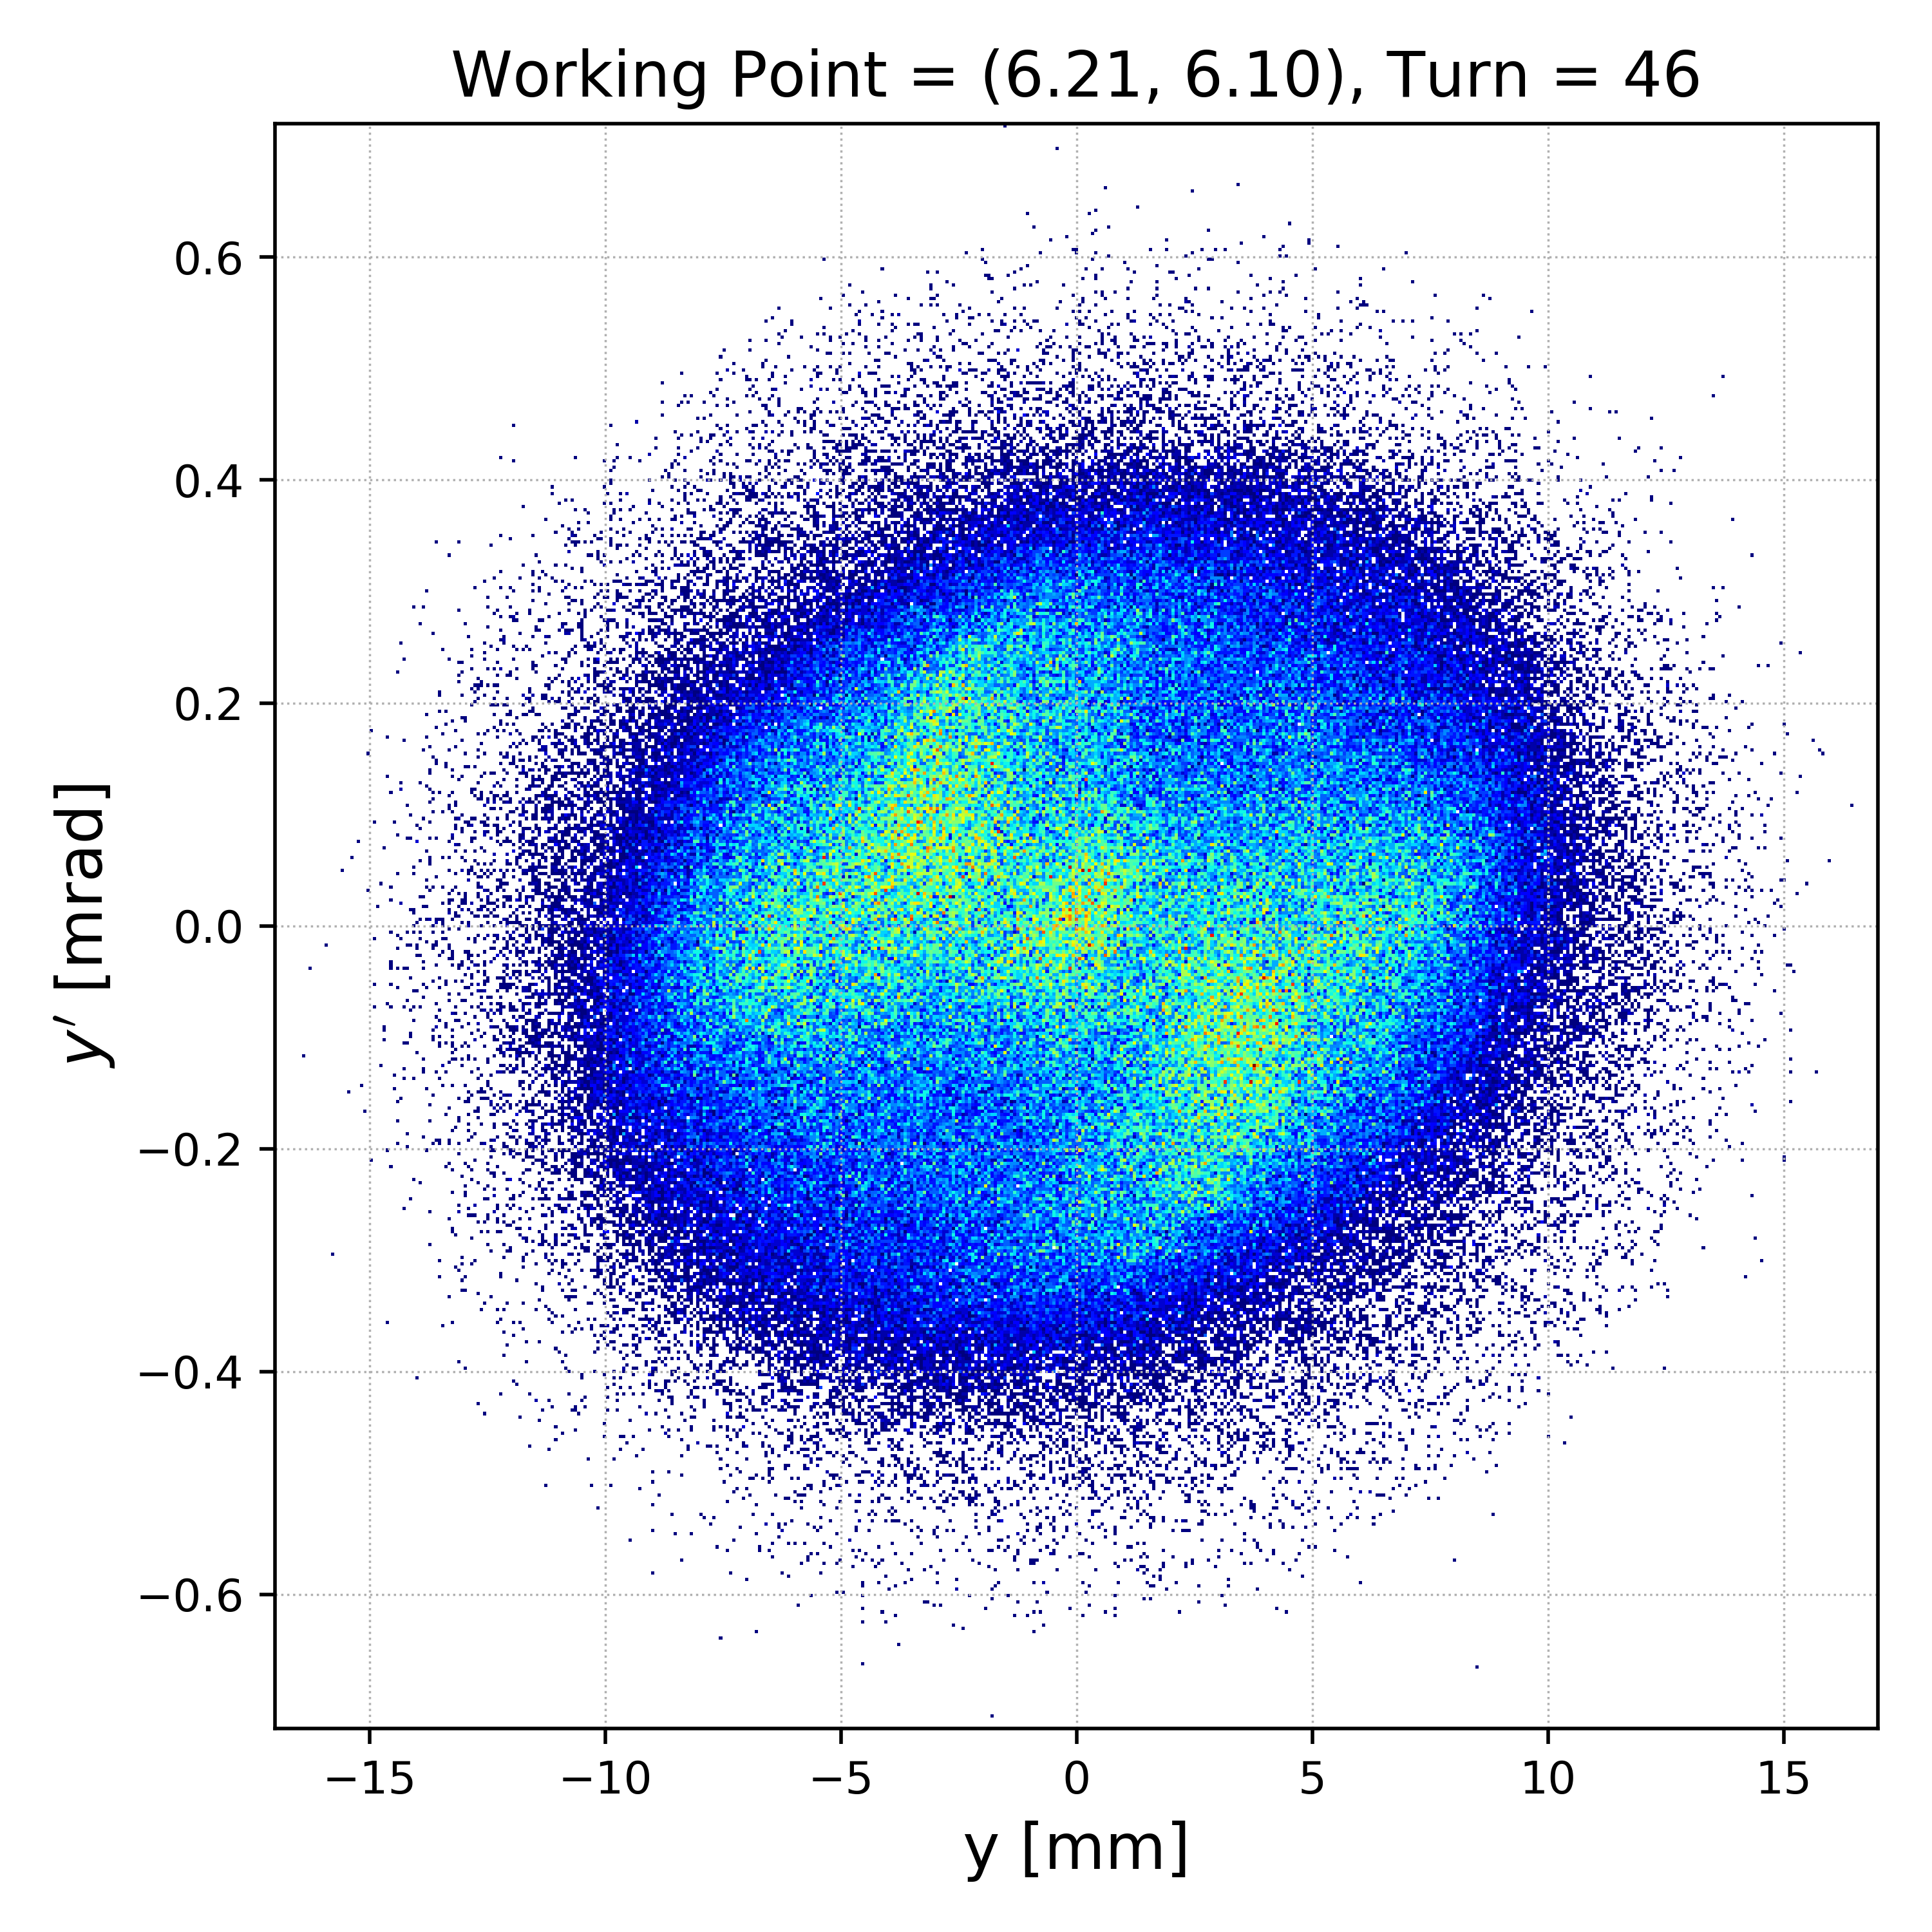 Working Point = (6.21, 6.10), Turn = 46
0.6
0.4
0.2
0.0
−0.2
−0.4
−0.6
y′ [mrad]
−15 −10 −5 0 5 10 15
y [mm]